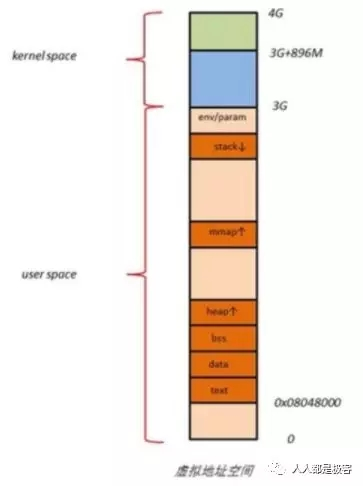 4G
kernel space
3G+896M
3G
env/param
stack↓
mmap↑
user space
heap↑
bss
data
text
0x08048000
0
虚拟地址空间
人人都是极客